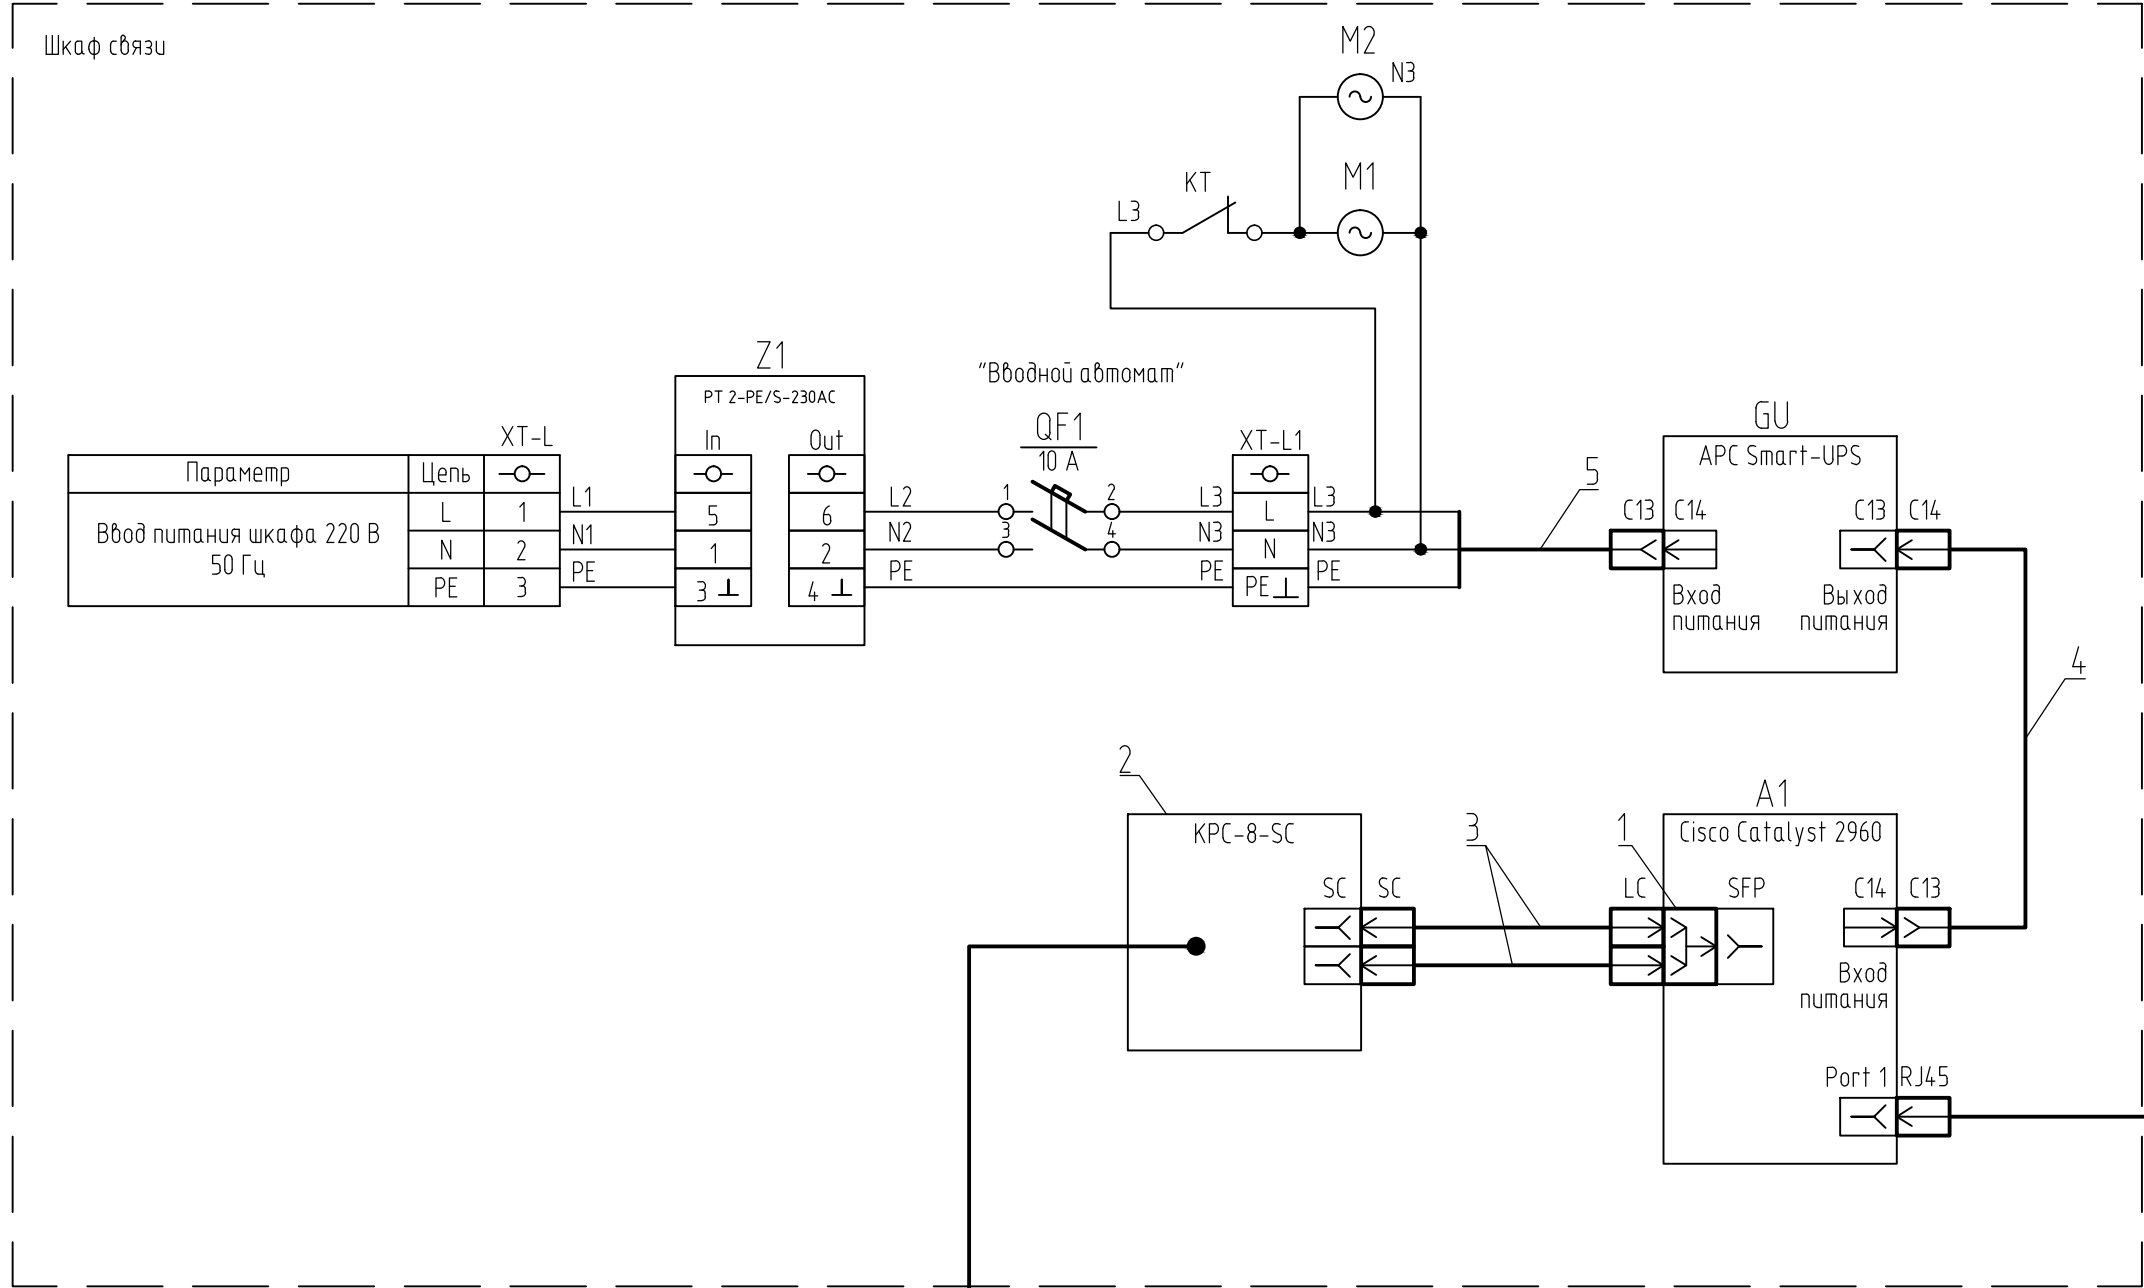 Шкаф связи
M2
N3
M1
KT
L3
Z1
PT 2-PE/S-230AC
In
Out
"Вводной автомат"
QF1
10 A
XT-L
XT-L1
GU
APC Smart-UPS
Параметр
Цепь
Ввод питания шкафа 220 В
50 Гц
L
1
N
2
PE
3
L1
N1
PE
5
1
3
6
2
4
L2
N2
PE
1
2
3
4
L3
N3
PE
L
N
PE
L3
N3
PE
5
C13
C14
C13
C14
Вход
питания
Выход
питания
4
2
KPC-8-SC
SC
SC
3
1
A1
Cisco Catalyst 2960
LC
SFP
C14
C13
Вход
питания
Port 1
RJ45